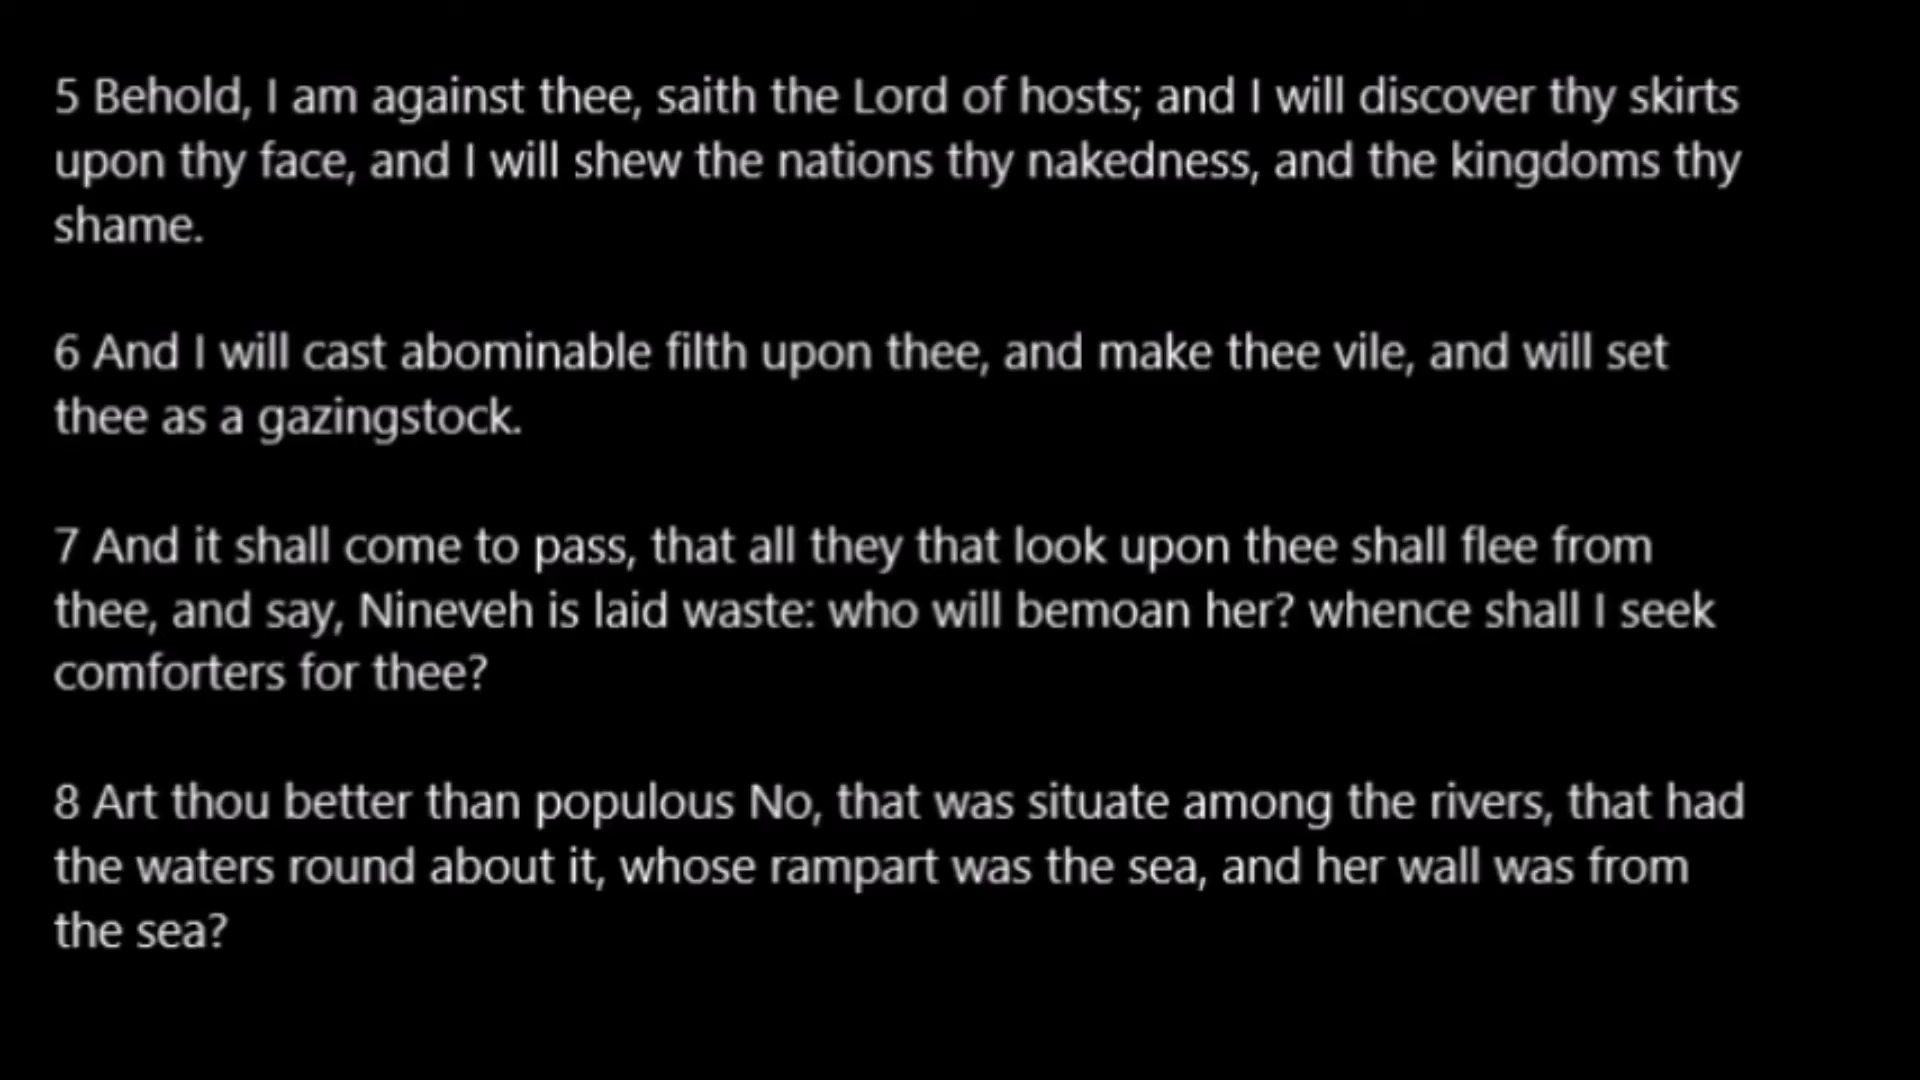 5 Behold, I am against thee, saith the Lord of hosts; and I will discover thy skirts
upon thy face, and I will shew the nations thy nakedness, and the kingdoms thy
shame.
6 And I will cast abominable filth upon thee, and make thee vile, and will set
thee as a gazingstock.
7 And it shall come to pass, that all they that look upon thee shall flee from
thee, and say, Nineveh is laid waste: who will bemoan her? whence shall I seek
comforters for thee?
8 Art thou better than populous No, that was situate among the rivers, that had
the waters round about it, whose rampart was the sea, and her wall was from
the sea?